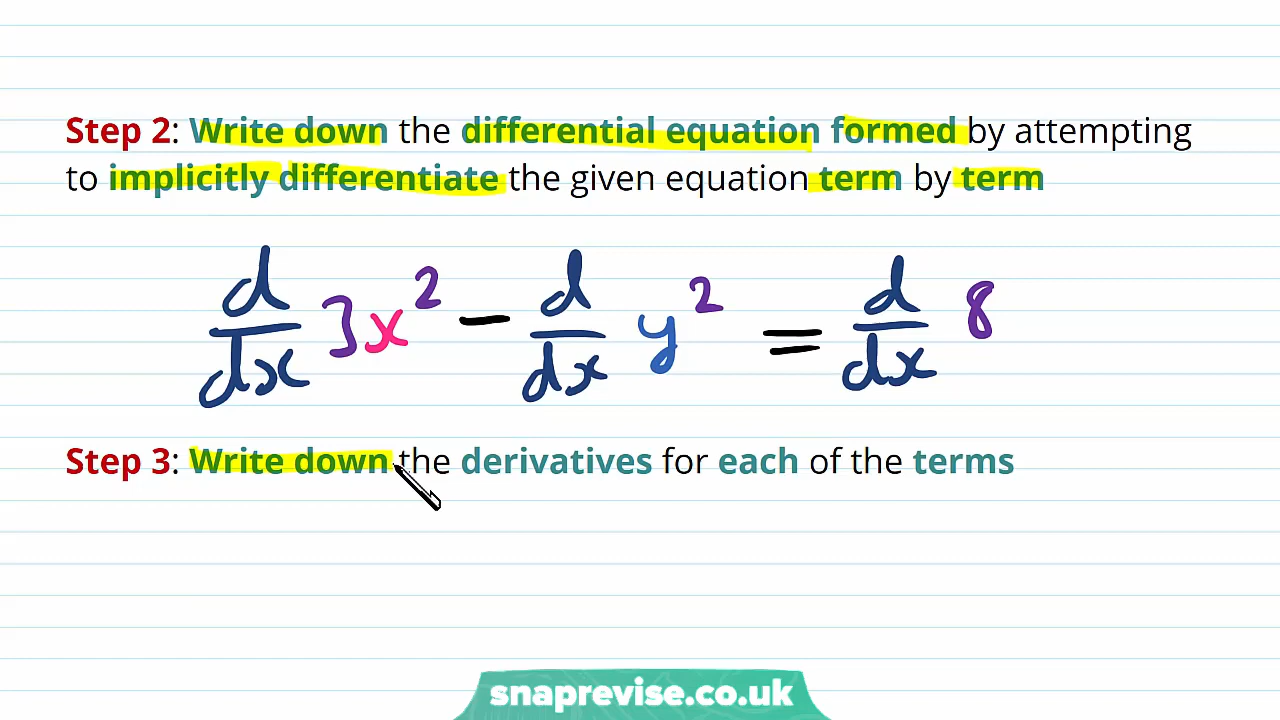 Step 2: Write down the differential equation formed by attempting
to implicitly differentiate the given equation term by term
d/dx 3x² - d/dx y² = d/dx 8
Step 3: Write down the derivatives for each of the terms
snaprevise.co.uk